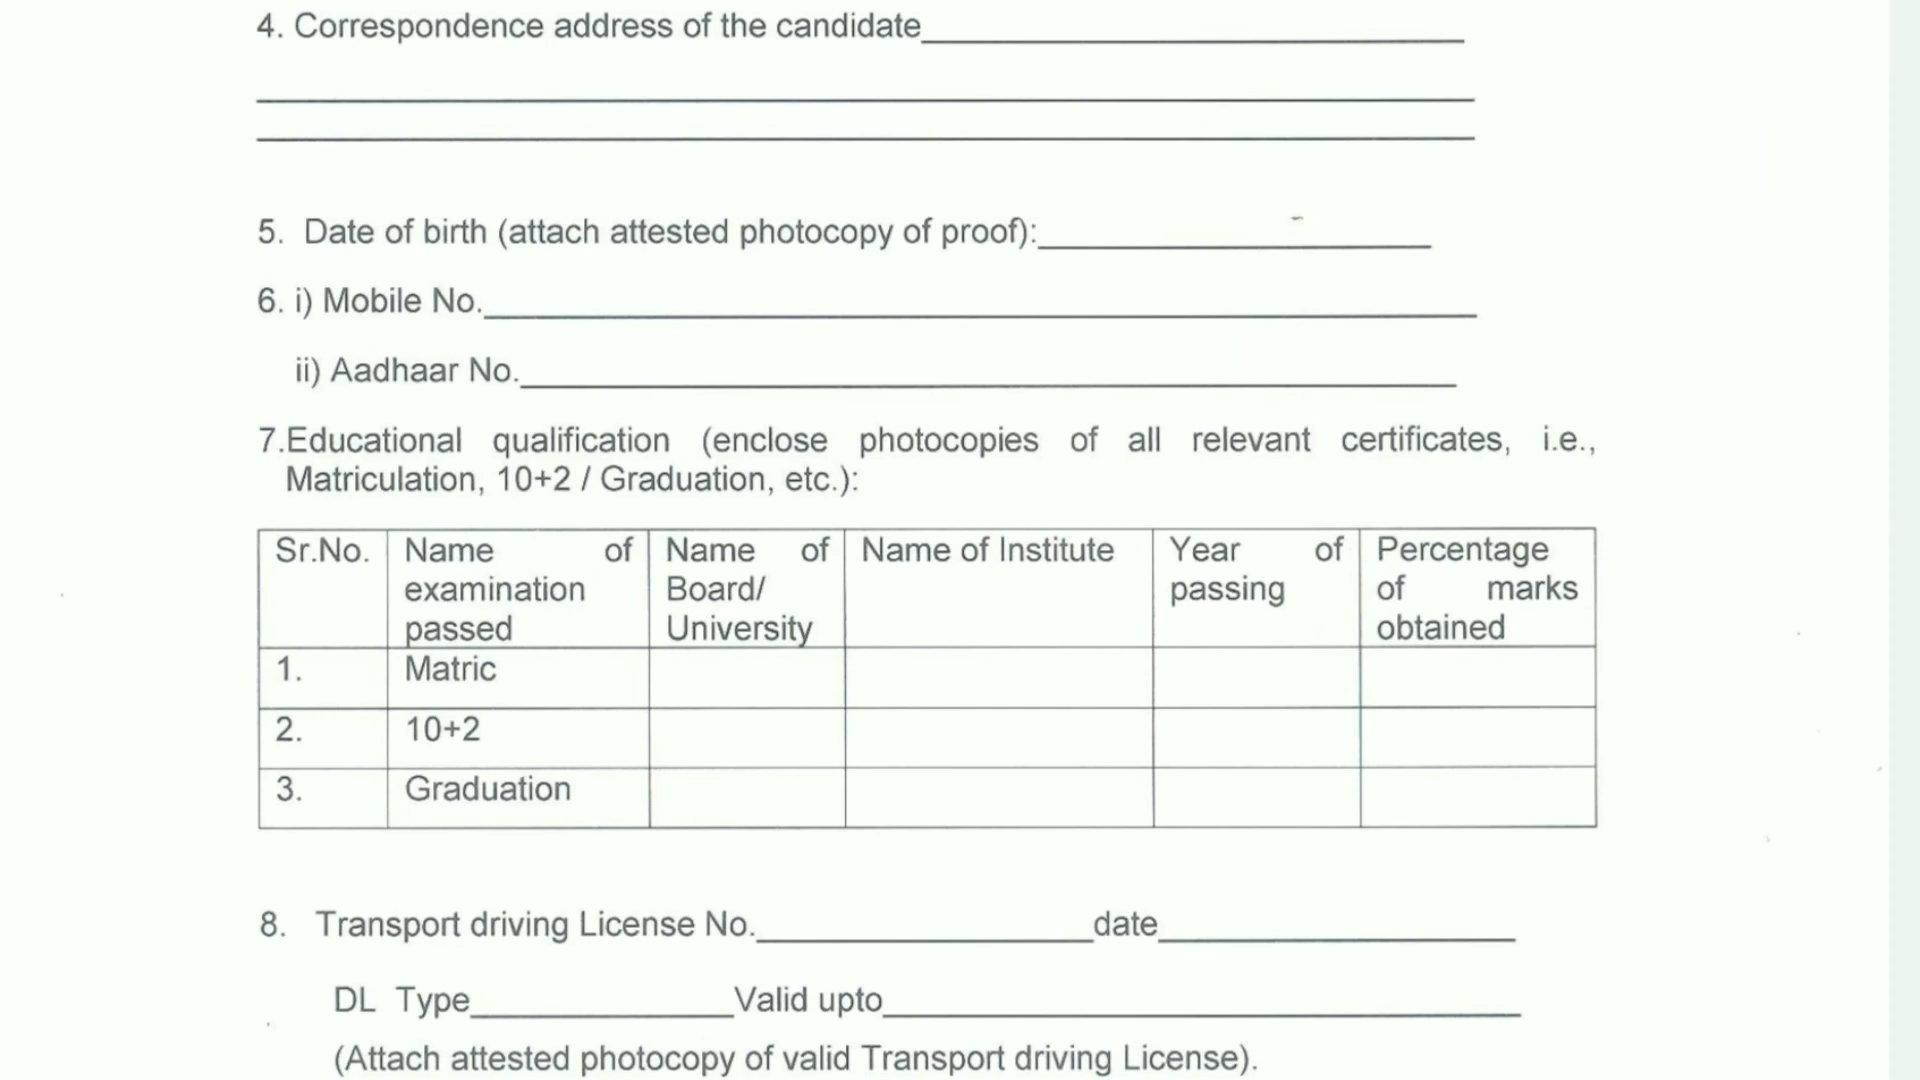 4. Correspondence address of the candidate
5. Date of birth (attach attested photocopy of proof):
6. i) Mobile No.
ii) Aadhaar No.
7.Educational qualification (enclose photocopies of all relevant certificates, i.e.,
Matriculation, 10+2 / Graduation, etc.):
Sr.No. Name of examination passed Name of Board/ University Name of Institute Year of passing Percentage of marks obtained
1. Matric
2. 10+2
3. Graduation
8. Transport driving License No. date
DL Type Valid upto
(Attach attested photocopy of valid Transport driving License).